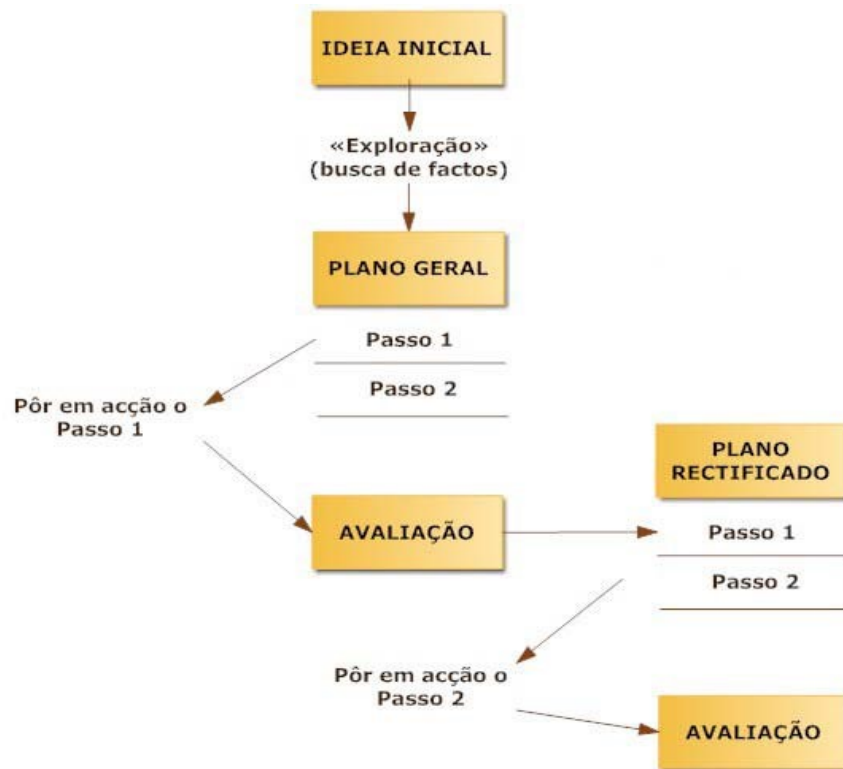 IDEIA INICIAL
«Exploração»
(busca de factos)
PLANO GERAL
Passo 1
Passo 2
Pôr em acção o
Passo 1
AVALIAÇÃO
PLANO
RECTIFICADO
Passo 1
Passo 2
Pôr em acção o
Passo 2
AVALIAÇÃO